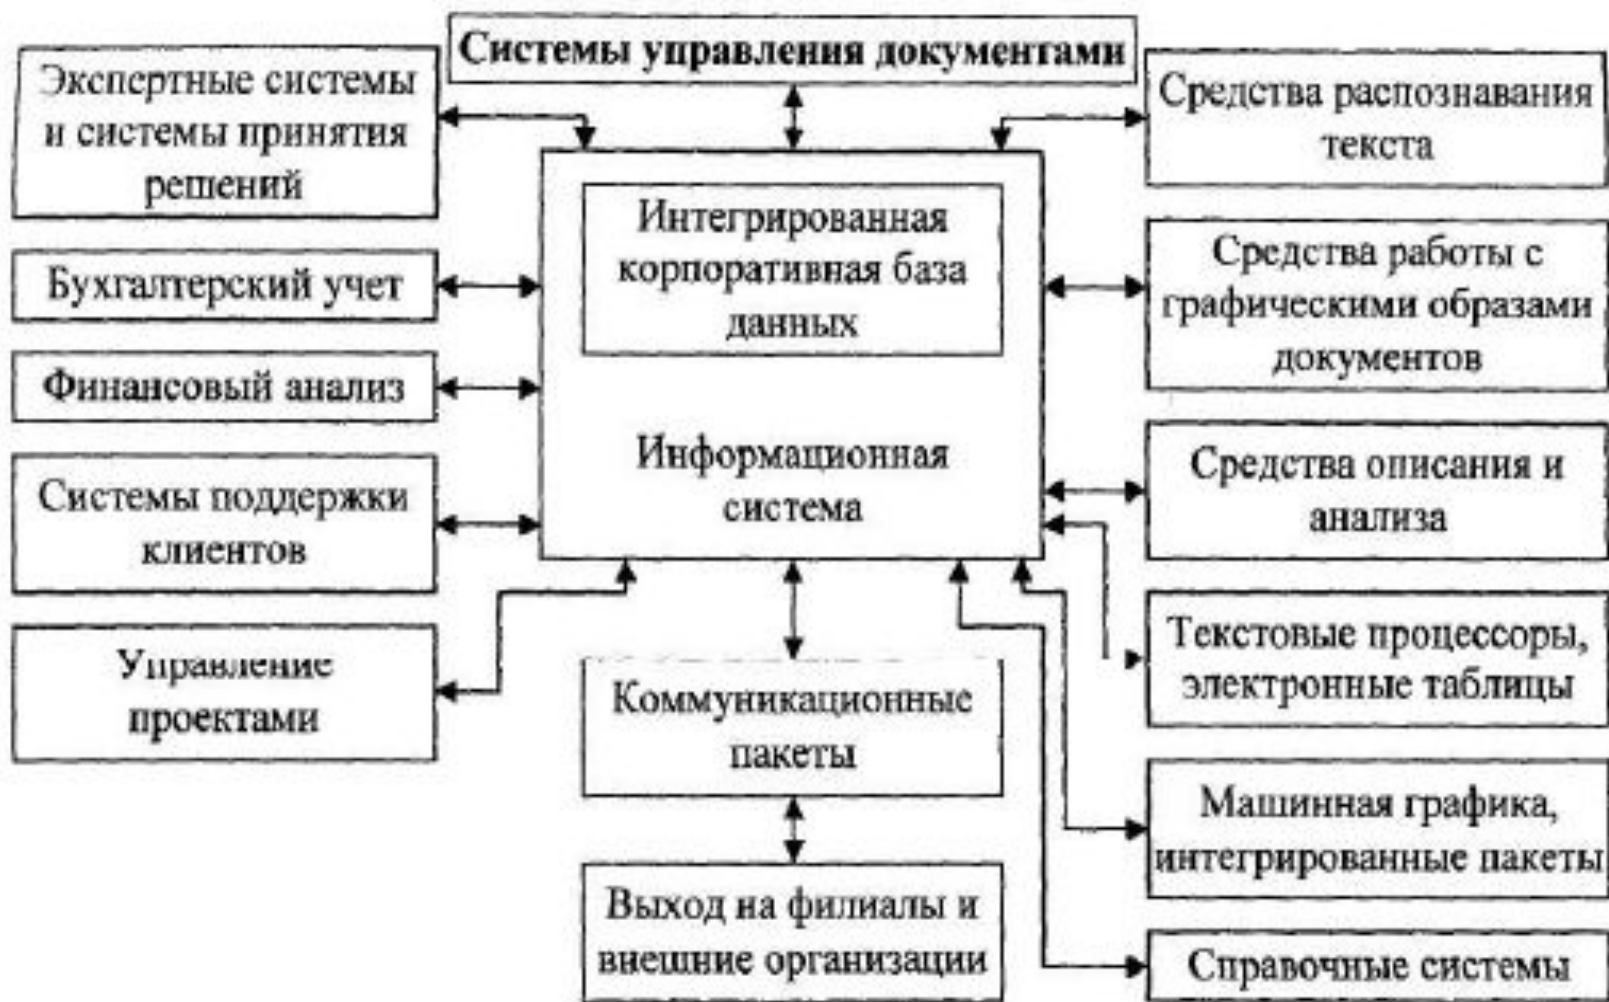 Системы управления документами
Экспертные системы
и системы принятия
решений
Бухгалтерский учет
Финансовый анализ
Системы поддержки
клиентов
Управление
проектами
Интегрированная
корпоративная база
данных
Информационная
система
Коммуникационные
пакеты
Выход на филиалы и
внешние организации
Средства распознавания
текста
Средства работы с
графическими образами
документов
Средства описания и
анализа
Текстовые процессоры,
электронные таблицы
Машинная графика,
интегрированные пакеты
Справочные системы